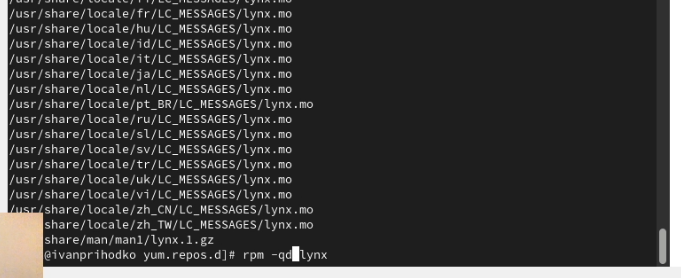 /usr/share/locale/fr/LC_MESSAGES/lynx.mo
/usr/share/locale/hu/LC_MESSAGES/lynx.mo
/usr/share/locale/id/LC_MESSAGES/lynx.mo
/usr/share/locale/it/LC_MESSAGES/lynx.mo
/usr/share/locale/ja/LC_MESSAGES/lynx.mo
/usr/share/locale/nl/LC_MESSAGES/lynx.mo
/usr/share/locale/pt_BR/LC_MESSAGES/lynx.mo
/usr/share/locale/ru/LC_MESSAGES/lynx.mo
/usr/share/locale/sl/LC_MESSAGES/lynx.mo
/usr/share/locale/sv/LC_MESSAGES/lynx.mo
/usr/share/locale/tr/LC_MESSAGES/lynx.mo
/usr/share/locale/uk/LC_MESSAGES/lynx.mo
/usr/share/locale/vi/LC_MESSAGES/lynx.mo
/usr/share/locale/zh_CN/LC_MESSAGES/lynx.mo
share/locale/zh_TW/LC_MESSAGES/lynx.mo
share/man/man1/lynx.1.gz
@ivanprihodko yum.repos.d]# rpm -qd lynx